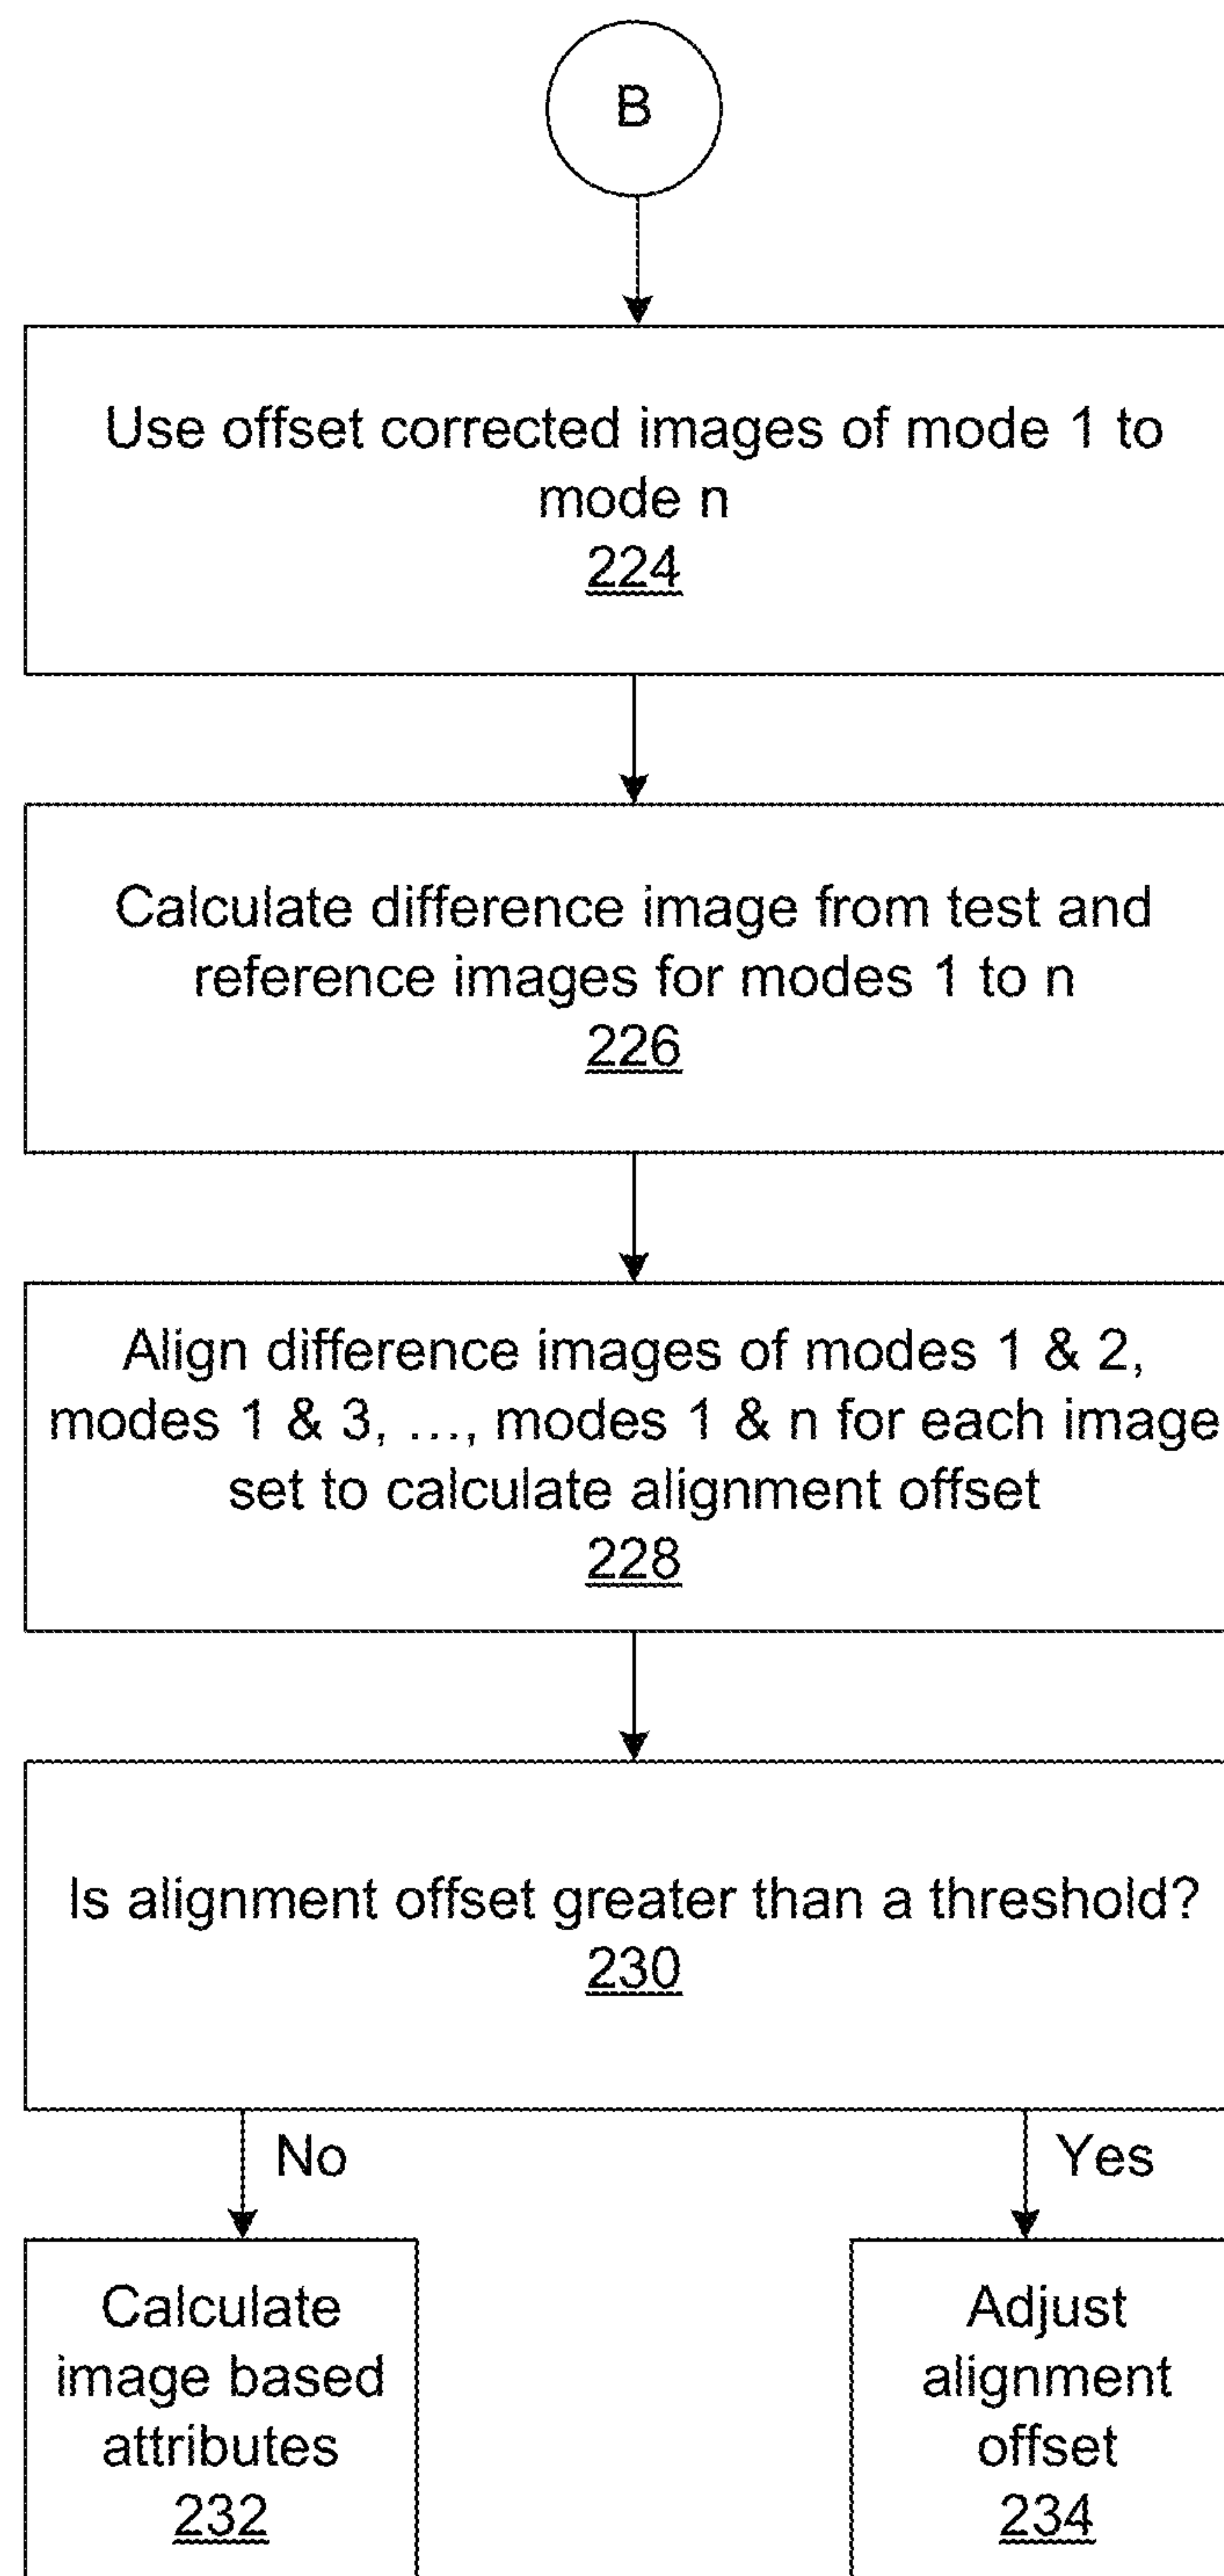 B
Use offset corrected images of mode 1 to
mode n
224
Calculate difference image from test and
reference images for modes 1 to n
226
Align difference images of modes 1 & 2,
modes 1 & 3, ..., modes 1 & n for each image
set to calculate alignment offset
228
Is alignment offset greater than a threshold?
230
No
Yes
Calculate
image based
attributes
232
Adjust
alignment
offset
234